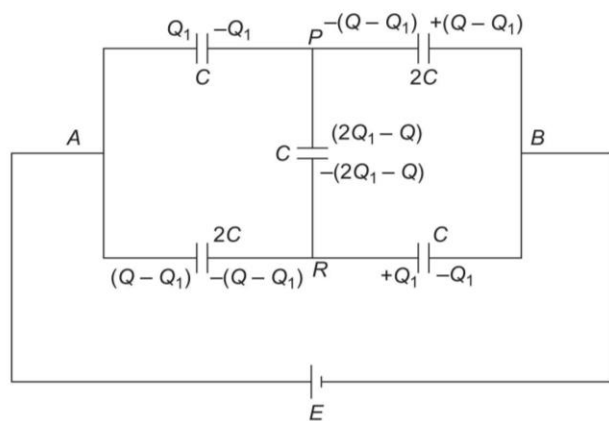 Q₁ –Q₁ P –(Q – Q₁) +(Q – Q₁)
C 2C
A (2Q₁ – Q) B
C
–(2Q₁ – Q)
2C C
(Q – Q₁) –(Q – Q₁) R +Q₁ –Q₁
E